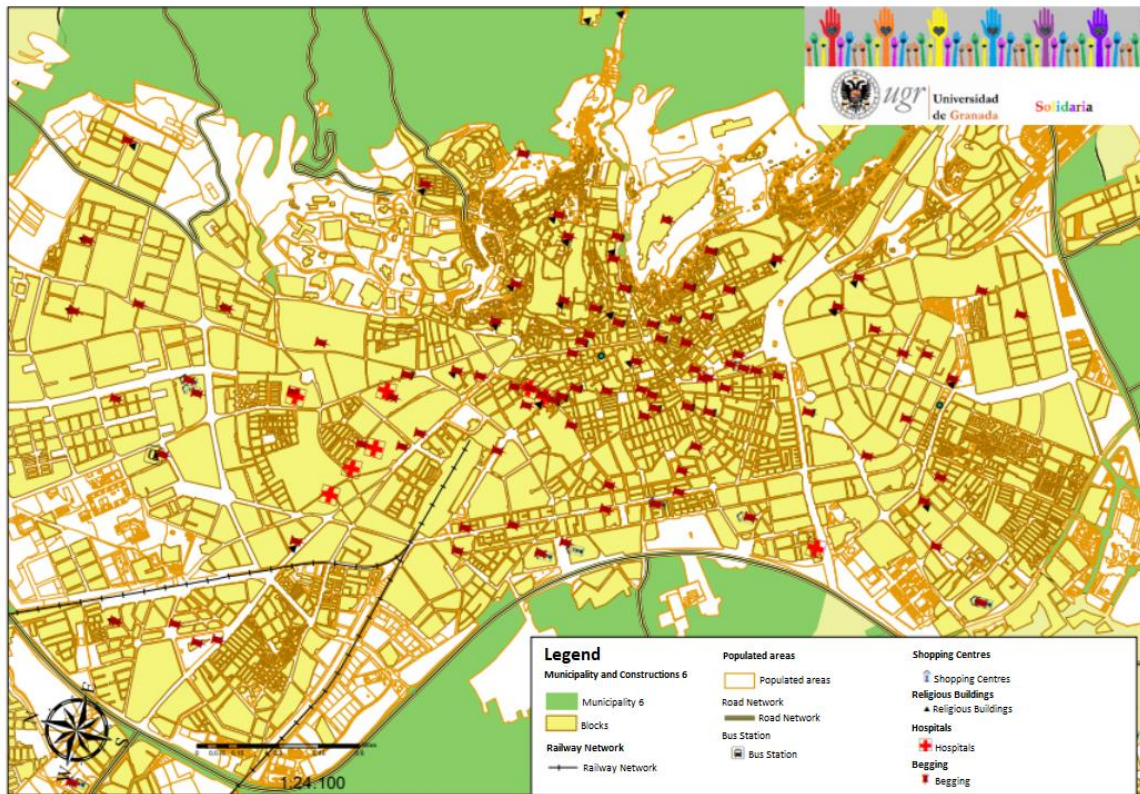 ugr
Universidad
de Granada
Solidaria
Legend
Municipality and Constructions 6
Municipality 6
Blocks
Railway Network
Railway Network
Populated areas
Populated areas
Road Network
Road Network
Bus Station
Bus Station
Shopping Centres
Shopping Centres
Religious Buildings
Religious Buildings
Hospitals
Hospitals
Begging
Begging
E
S
W
1:24.100